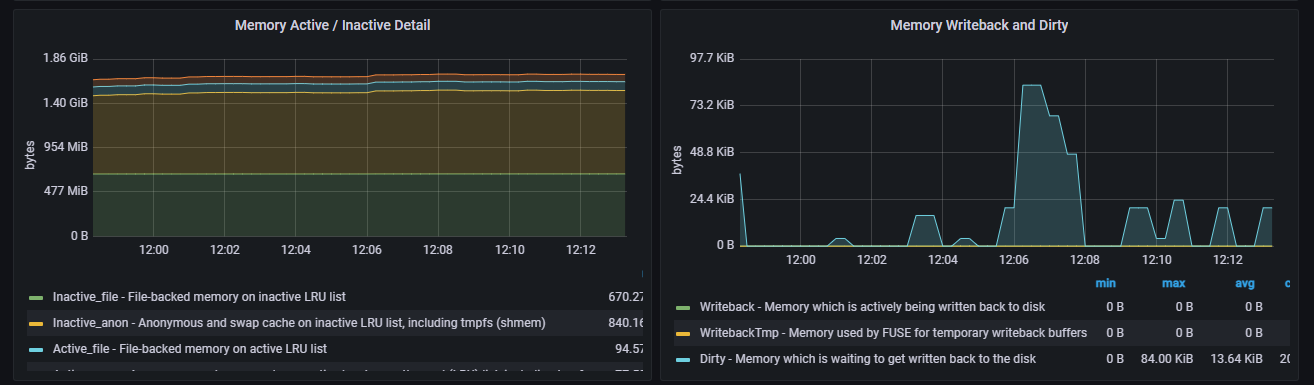 Memory Active / Inactive Detail
1.86 GiB
1.40 GiB
954 MiB
477 MiB
0 B
bytes
12:00 12:02 12:04 12:06 12:08 12:10 12:12
Inactive_file - File-backed memory on inactive LRU list 670.27
Inactive_anon - Anonymous and swap cache on inactive LRU list, including tmpfs (shmem) 840.16
Active_file - File-backed memory on active LRU list 94.57
Memory Writeback and Dirty
97.7 KiB
73.2 KiB
48.8 KiB
24.4 KiB
0 B
bytes
12:00 12:02 12:04 12:06 12:08 12:10 12:12
min max avg c
Writeback - Memory which is actively being written back to disk 0 B 0 B 0 B
WritebackTmp - Memory used by FUSE for temporary writeback buffers 0 B 0 B 0 B
Dirty - Memory which is waiting to get written back to the disk 0 B 84.00 KiB 13.64 KiB 20